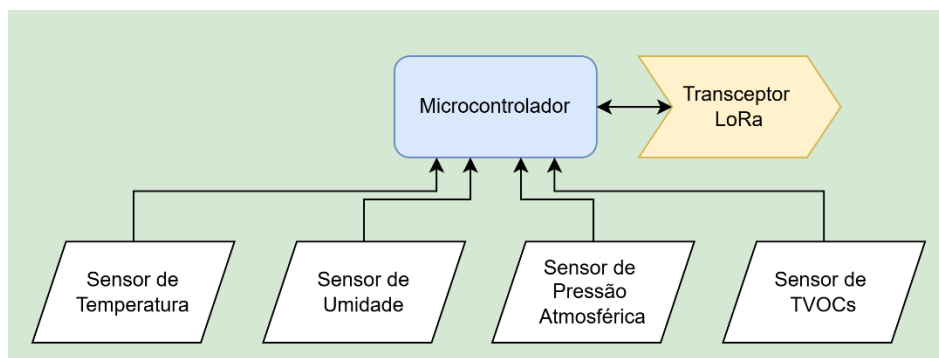 Microcontrolador
Transceptor
LoRa
Sensor de
Temperatura
Sensor de
Umidade
Sensor de
Pressão
Atmosférica
Sensor de
TVOCs